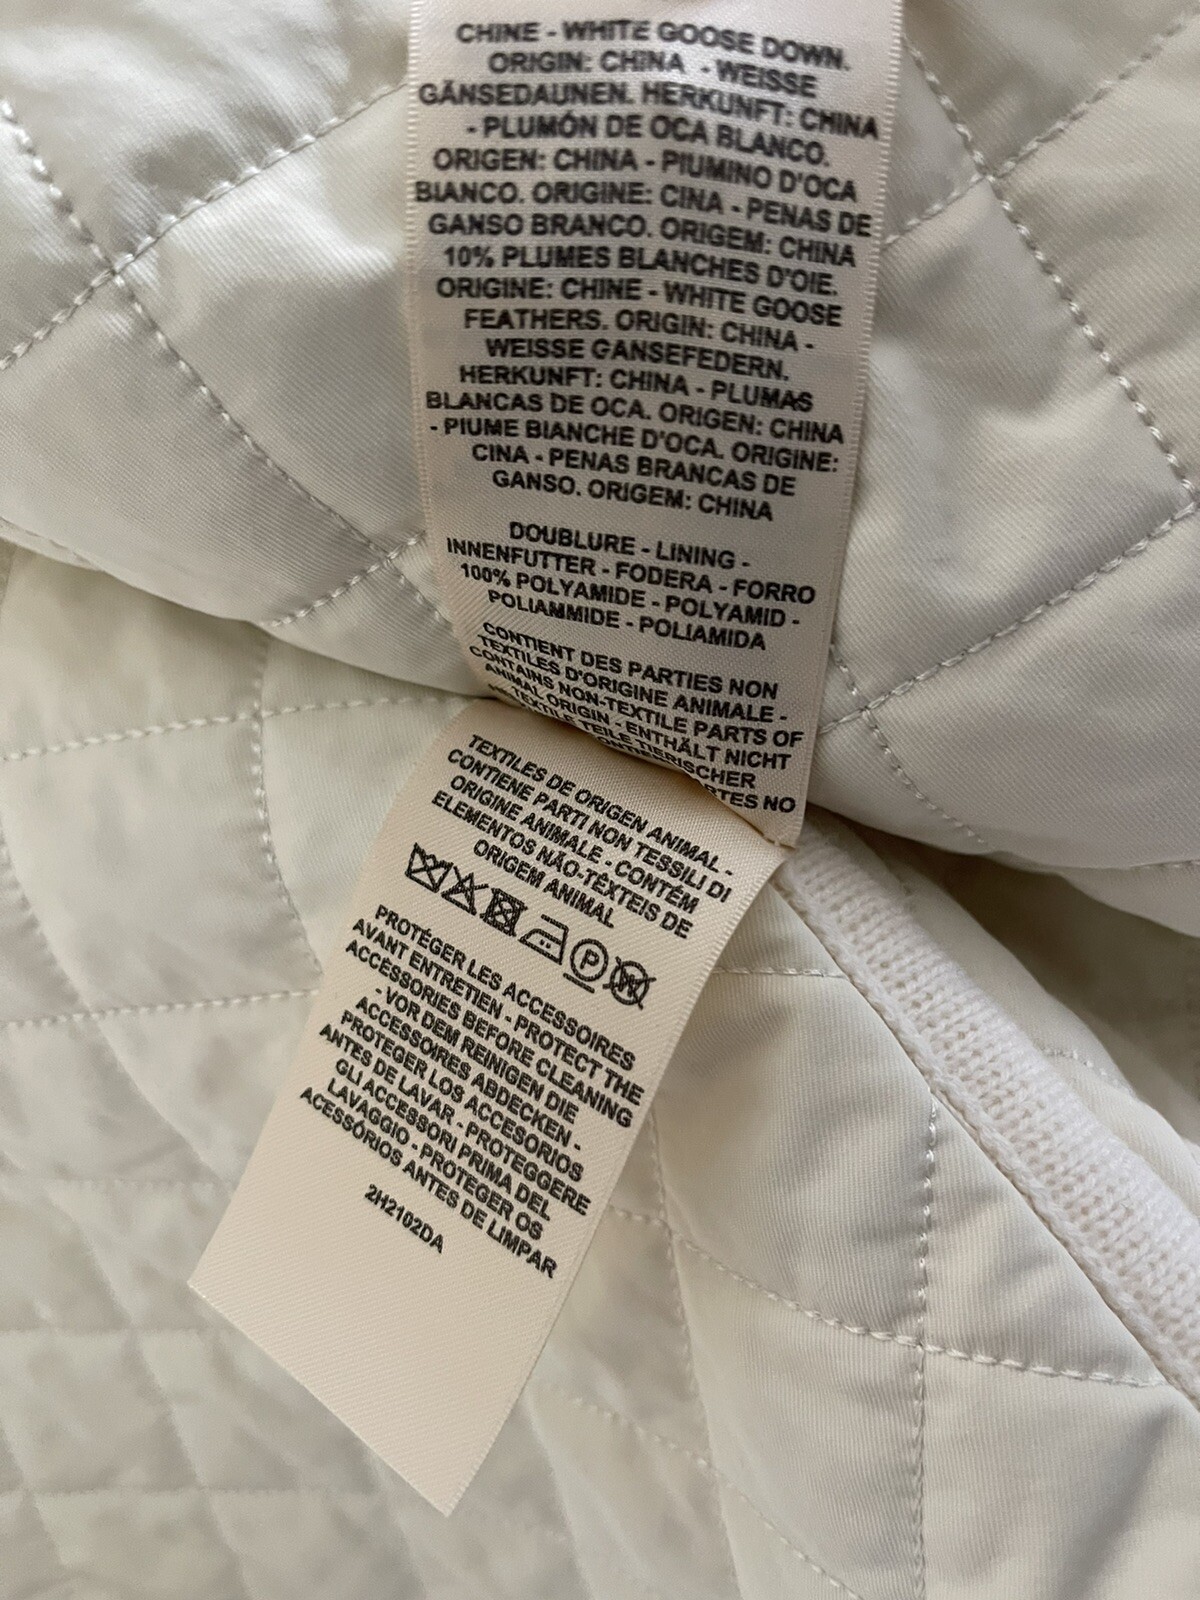 CHINE - WHITE GOOSE DOWN.
ORIGIN: CHINA - WEISSE
GÄNSEDAUNEN. HERKUNFT: CHINA
- PLUMÓN DE OCA BLANCO.
ORIGEN: CHINA - PIUMINO D'OCA
BIANCO. ORIGINE: CINA - PENAS DE
GANSO BRANCO. ORIGEM: CHINA
10% PLUMES BLANCHES D'OIE.
ORIGINE: CHINE - WHITE GOOSE
FEATHERS. ORIGIN: CHINA -
WEISSE GANSEFEDERN.
HERKUNFT: CHINA - PLUMAS
BLANCAS DE OCA. ORIGEN: CHINA
- PIUME BIANCHE D'OCA. ORIGINE:
CINA - PENAS BRANCAS DE
GANSO. ORIGEM: CHINA
DOUBLURE - LINING -
INNENFUTTER - FODERA - FORRO
100% POLYAMIDE - POLYAMID -
POLIAMMIDE - POLIAMIDA
CONTIENT DES PARTIES NON
TEXTILES D'ORIGINE ANIMALE -
CONTAINS NON-TEXTILE PARTS OF
ANIMAL ORIGIN - ENTHÄLT NICHT
TEXTILE TEILE TIERISCHER
NO
TEXTILES DE ORIGEN ANIMAL -
CONTIENE PARTI NON TESSILI DI
ORIGINE ANIMALE - CONTÉM
ELEMENTOS NÃO-TÊXTEIS DE
ORIGEM ANIMAL
P
W
PROTÉGER LES ACCESSOIRES
AVANT ENTRETIEN - PROTECT THE
ACCESSORIES BEFORE CLEANING
- VOR DEM REINIGEN DIE
ACCESSOIRES ABDECKEN -
PROTEGER LOS ACCESORIOS
ANTES DE LAVAR - PROTEGGERE
GLI ACCESSORI PRIMA DEL
LAVAGGIO - PROTEGER OS
ACESSÓRIOS ANTES DE LIMPAR
2H2102DA